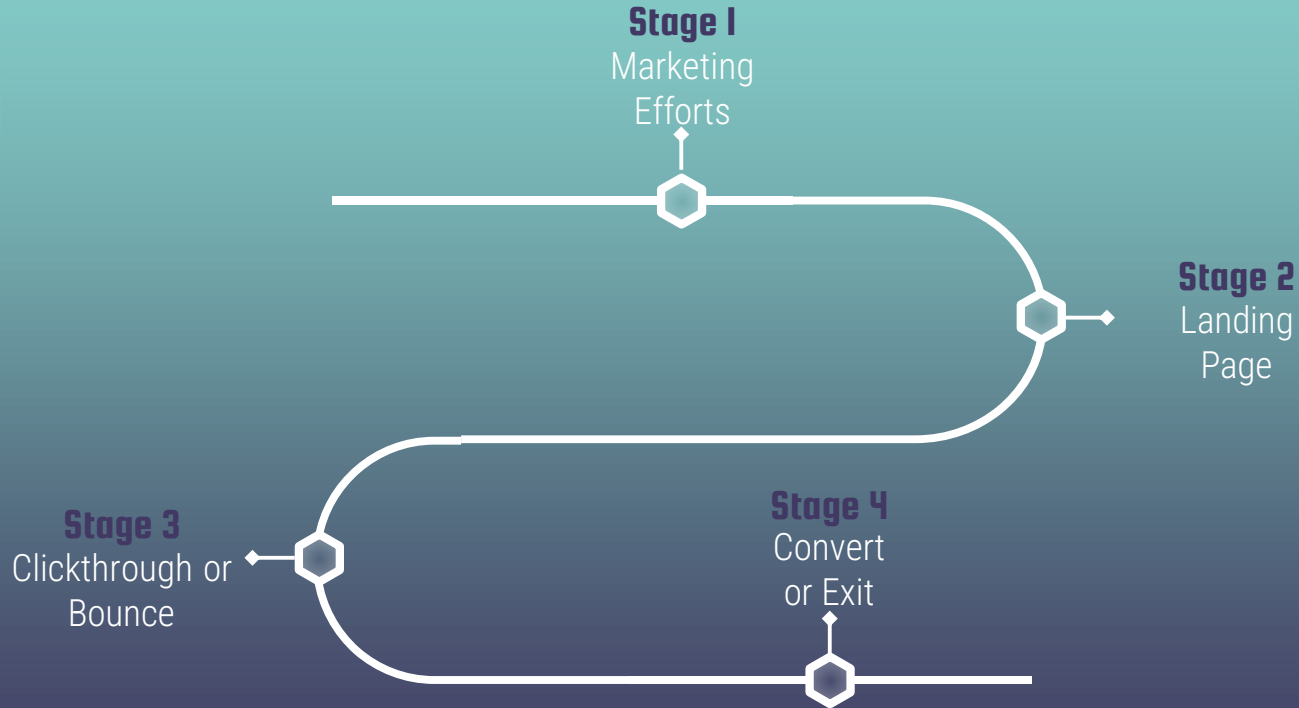 Stage 1
Marketing
Efforts
Stage 2
Landing
Page
Stage 3
Clickthrough or
Bounce
Stage 4
Convert
or Exit